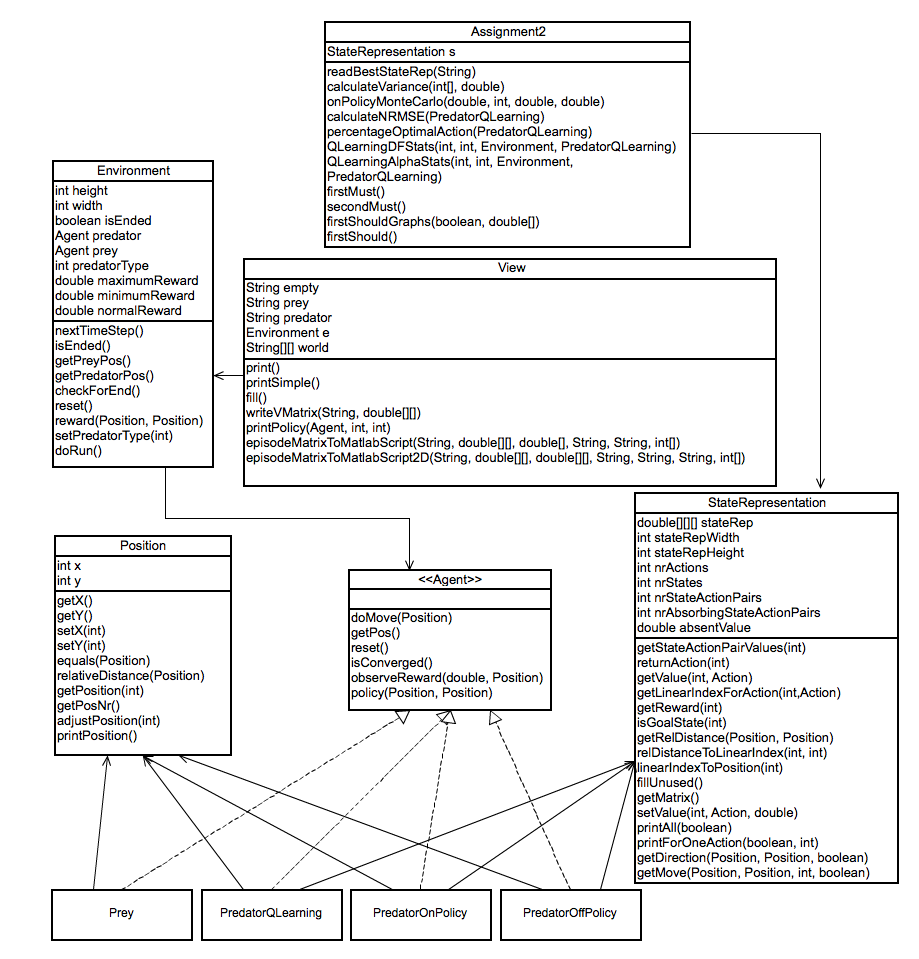 Assignment2
StateRepresentation s
readBestStateRep(String)
calculateVariance(int[], double)
onPolicyMonteCarlo(double, int, double, double)
calculateNRMSE(PredatorQLearning)
percentageOptimalAction(PredatorQLearning)
QLearningDFStats(int, int, Environment, PredatorQLearning)
QLearningAlphaStats(int, int, Environment,
PredatorQLearning)
firstMust()
secondMust()
firstShouldGraphs(boolean, double[])
firstShould()
Environment
int height
int width
boolean isEnded
Agent predator
Agent prey
int predatorType
double maximumReward
double minimumReward
double normalReward
nextTimeStep()
isEnded()
getPreyPos()
getPredatorPos()
checkForEnd()
reset()
reward(Position, Position)
setPredatorType(int)
doRun()
View
String empty
String prey
String predator
Environment e
String[][] world
print()
printSimple()
fill()
writeVMatrix(String, double[][])
printPolicy(Agent, int, int)
episodeMatrixToMatlabScript(String, double[][], double[], String, String, int[])
episodeMatrixToMatlabScript2D(String, double[][], double[][], String, String, String, int[])
Position
int x
int y
getX()
getY()
setX(int)
setY(int)
equals(Position)
relativeDistance(Position)
getPosition(int)
getPosNr()
adjustPosition(int)
printPosition()
<<Agent>>
doMove(Position)
getPos()
reset()
isConverged()
observeReward(double, Position)
policy(Position, Position)
StateRepresentation
double[][][] stateRep
int stateRepWidth
int stateRepHeight
int nrActions
int nrStates
int nrStateActionPairs
int nrAbsorbingStateActionPairs
double absentValue
getStateActionPairValues(int)
returnAction(int)
getValue(int, Action)
getLinearIndexForAction(int,Action)
getReward(int)
isGoalState(int)
getRelDistance(Position, Position)
relDistanceToLinearIndex(int, int)
linearIndexToPosition(int)
fillUnused()
getMatrix()
setValue(int, Action, double)
printAll(boolean)
printForOneAction(boolean, int)
getDirection(Position, Position, boolean)
getMove(Position, Position, int, boolean)
Prey
PredatorQLearning
PredatorOnPolicy
PredatorOffPolicy